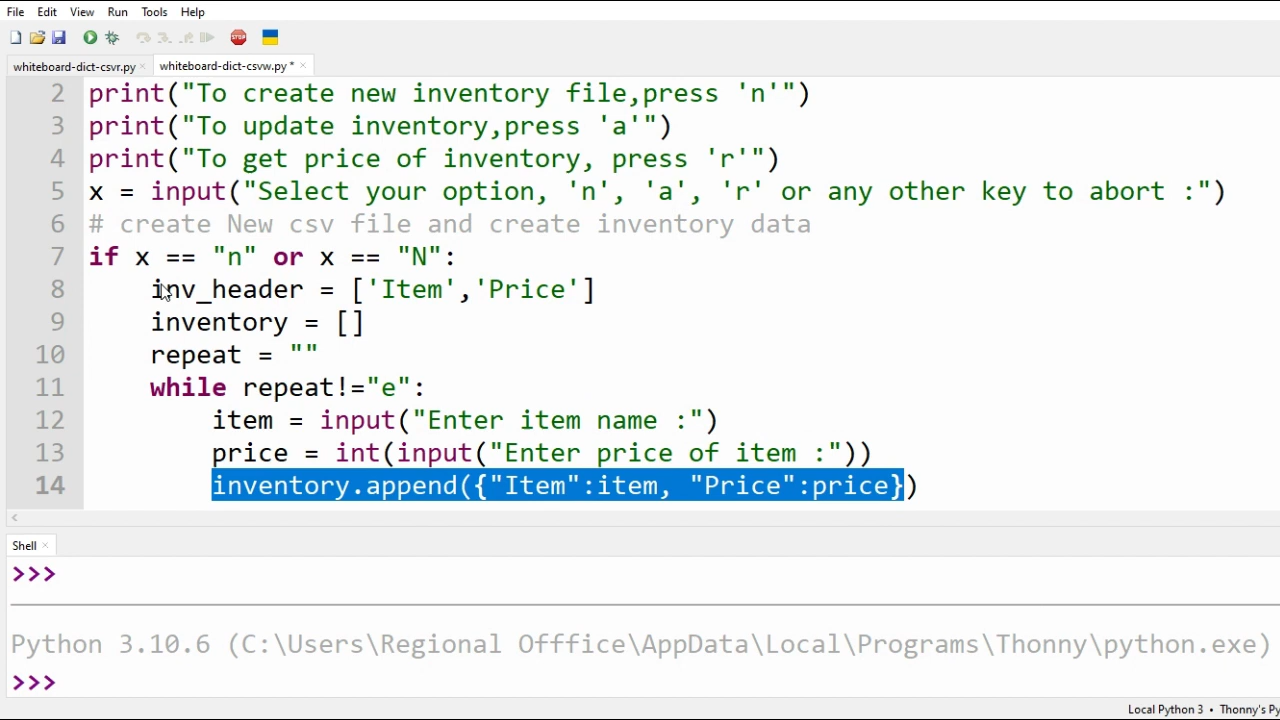 File Edit View Run Tools Help
STOP
whiteboard-dict-csvr.py × whiteboard-dict-csvw.py * ×
2 print("To create new inventory file,press 'n'")
3 print("To update inventory,press 'a'")
4 print("To get price of inventory, press 'r'")
5 x = input("Select your option, 'n', 'a', 'r' or any other key to abort :")
6 # create New csv file and create inventory data
7 if x == "n" or x == "N":
8 inv_header = ['Item','Price']
9 inventory = []
10 repeat = ""
11 while repeat!="e":
12 item = input("Enter item name :")
13 price = int(input("Enter price of item :"))
14 inventory.append({"Item":item, "Price":price})
Shell ×
>>>
Python 3.10.6 (C:\Users\Regional Offfice\AppData\Local\Programs\Thonny\python.exe)
>>>
Local Python 3 • Thonny's Py